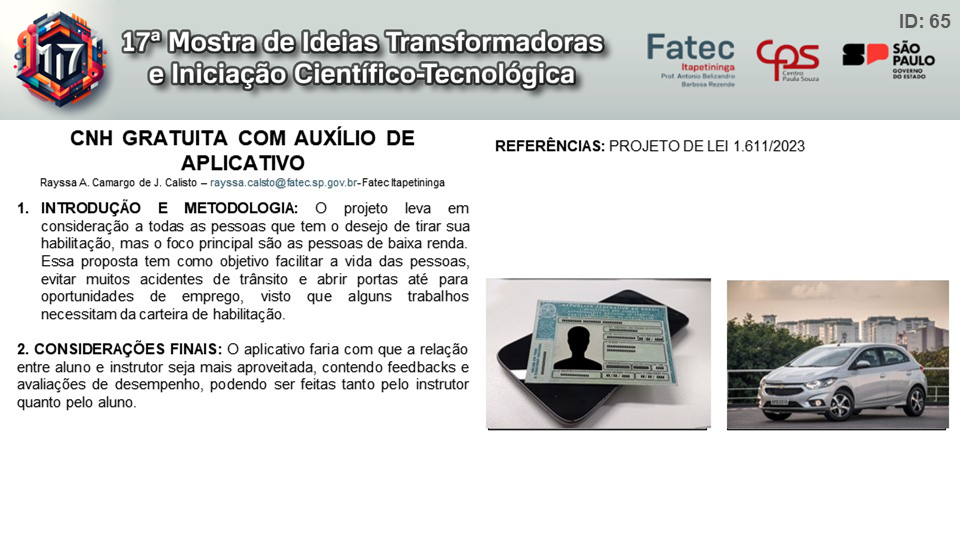 ID: 65
17ª Mostra de Ideias Transformadoras
e Iniciação Científico-Tecnológica
M17
Fatec
Itapetininga
Prof. Antonio Belizandro
Barbosa Rezende
CPS
Centro
Paula Souza
SP
SÃO
PAULO
GOVERNO
DO ESTADO
CNH GRATUITA COM AUXÍLIO DE
APLICATIVO
Rayssa A. Camargo de J. Calisto – rayssa.calsto@fatec.sp.gov.br- Fatec Itapetininga
1. INTRODUÇÃO E METODOLOGIA: O projeto leva em
consideração a todas as pessoas que tem o desejo de tirar sua
habilitação, mas o foco principal são as pessoas de baixa renda.
Essa proposta tem como objetivo facilitar a vida das pessoas,
evitar muitos acidentes de trânsito e abrir portas até para
oportunidades de emprego, visto que alguns trabalhos
necessitam da carteira de habilitação.
2. CONSIDERAÇÕES FINAIS: O aplicativo faria com que a relação
entre aluno e instrutor seja mais aproveitada, contendo feedbacks e
avaliações de desempenho, podendo ser feitas tanto pelo instrutor
quanto pelo aluno.
REFERÊNCIAS: PROJETO DE LEI 1.611/2023